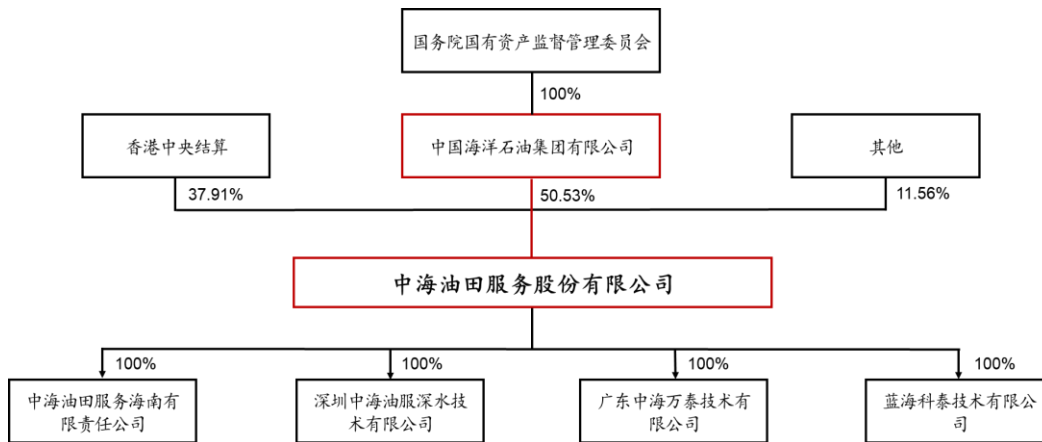 国务院国有资产监督管理委员会
100%
香港中央结算
中国海洋石油集团有限公司
其他
37.91%
50.53%
11.56%
中海油田服务股份有限公司
100%
100%
100%
100%
中海油田服务海南有
限责任公司
深圳中海油服深水技
术有限公司
广东中海万泰技术有
限公司
蓝海科泰技术有限公
司